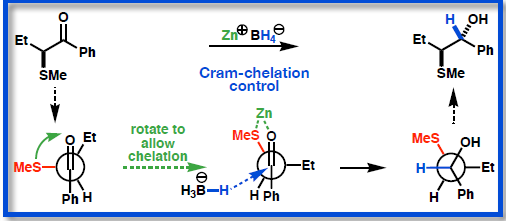 O
Et
Ph
SMe
Zn⊕ BH₄⊖
Cram-chelation
control
H OH
Et
Ph
SMe
O Et
MeS
Ph H
rotate to
allow
chelation
⊖
H₃B–H
Zn
MeS O
Et
H Ph
MeS OH
H Et
H Ph